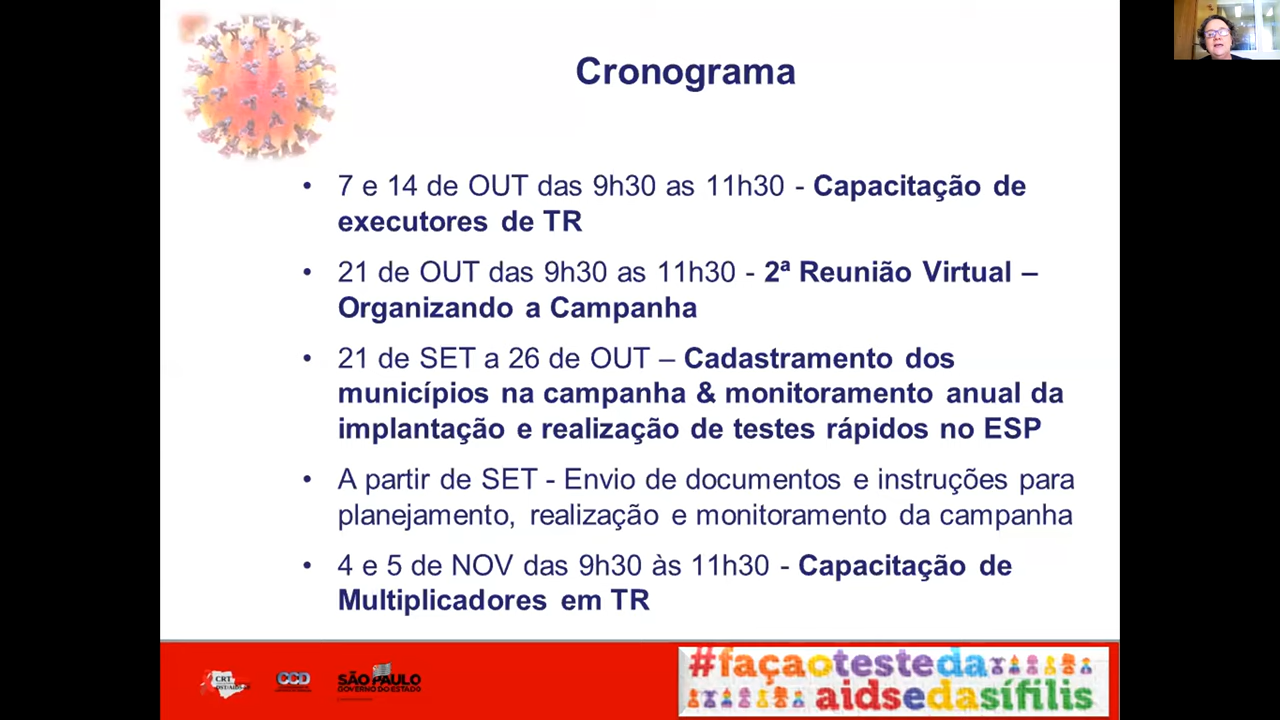 Cronograma
• 7 e 14 de OUT das 9h30 as 11h30 - Capacitação de
executores de TR
• 21 de OUT das 9h30 as 11h30 - 2ª Reunião Virtual –
Organizando a Campanha
• 21 de SET a 26 de OUT – Cadastramento dos
municípios na campanha & monitoramento anual da
implantação e realização de testes rápidos no ESP
• A partir de SET - Envio de documentos e instruções para
planejamento, realização e monitoramento da campanha
• 4 e 5 de NOV das 9h30 às 11h30 - Capacitação de
Multiplicadores em TR
CRT
CCD
SÃO PAULO
GOVERNO DO ESTADO
#façaotesteda
aidsedasífilis